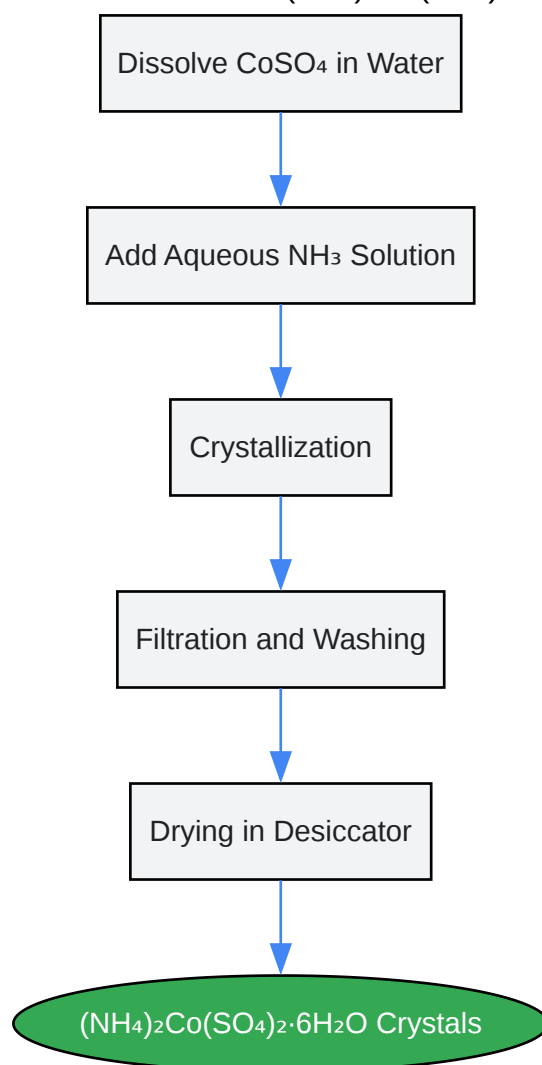 Dissolve CoSO₄ in Water
Add Aqueous NH₃ Solution
Crystallization
Filtration and Washing
Drying in Desiccator
(NH₄)₂Co(SO₄)₂·6H₂O Crystals